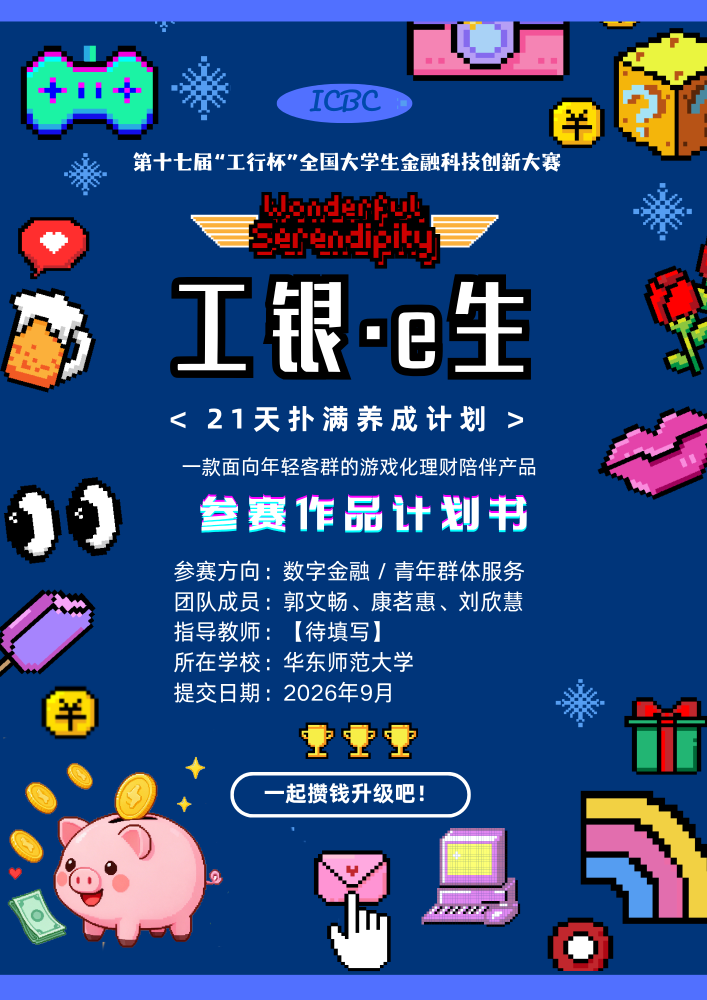 ICBC
第十七届“工行杯”全国大学生金融科技创新大赛
Wonderful
Serendipity
工银·e生
< 21天扑满养成计划 >
一款面向年轻客群的游戏化理财陪伴产品
参赛作品计划书
参赛方向：数字金融 / 青年群体服务
团队成员：郭文畅、康茗惠、刘欣慧
指导教师：【待填写】
所在学校：华东师范大学
提交日期：2026年9月
一起攒钱升级吧！